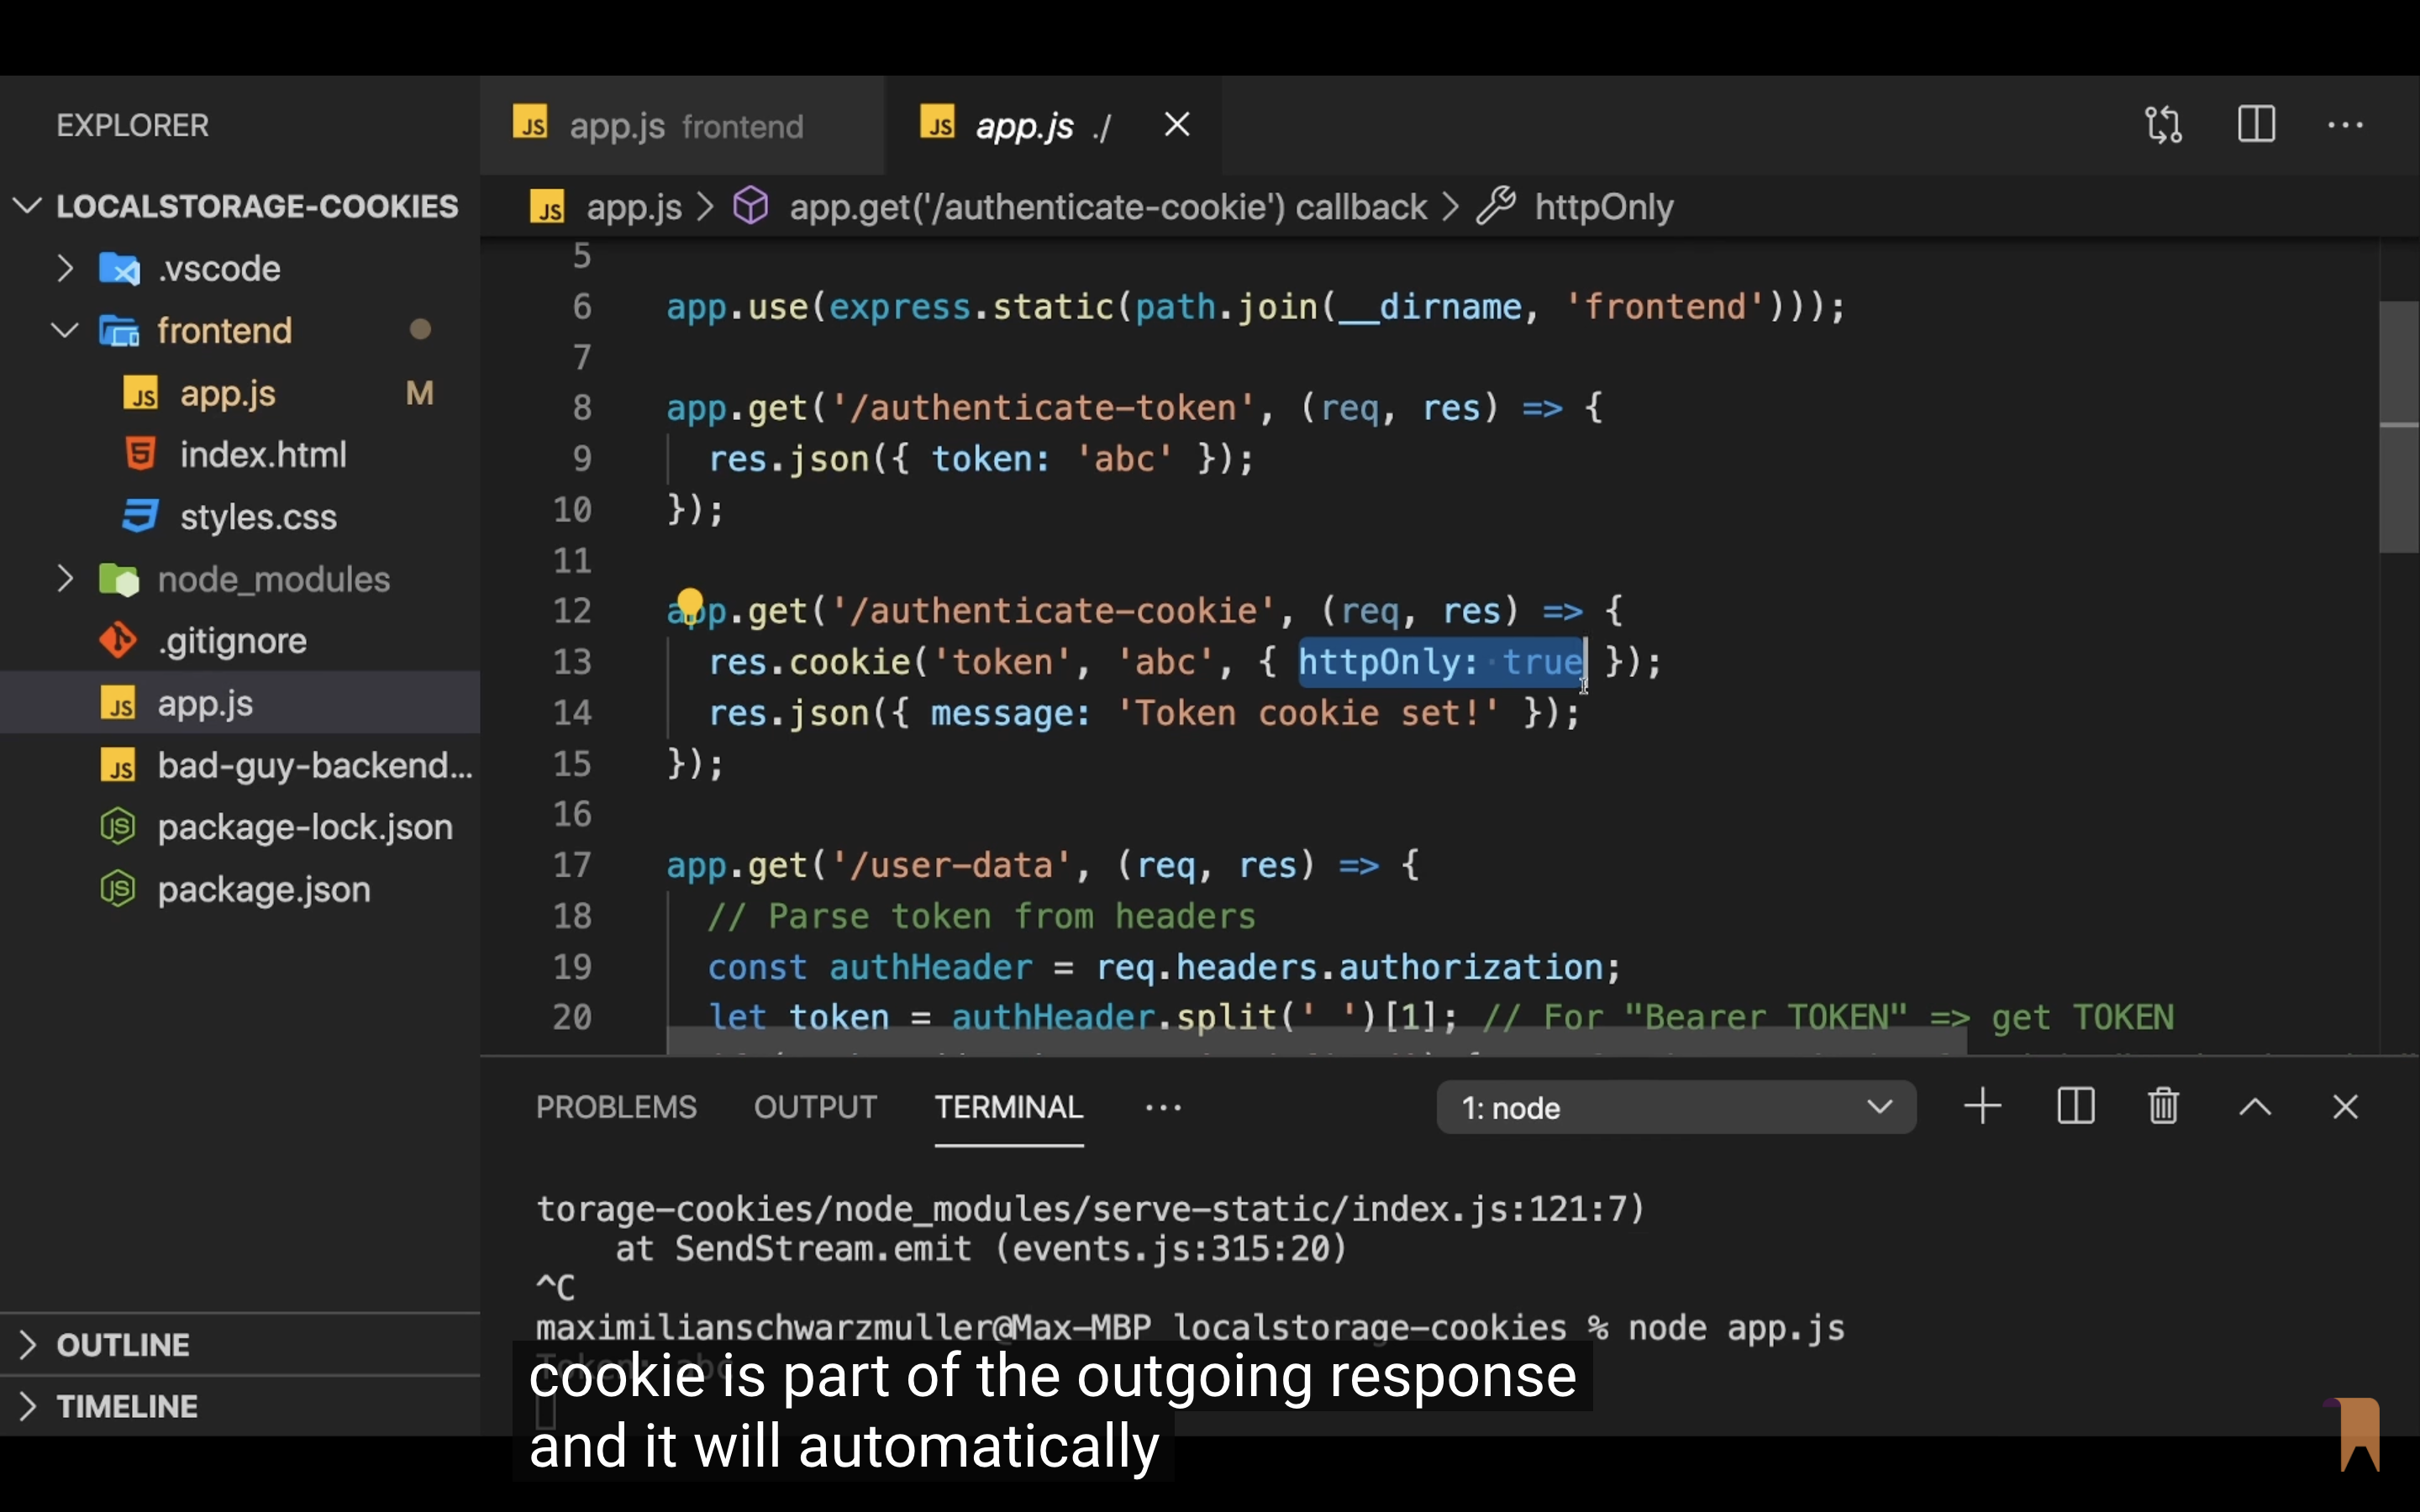 EXPLORER
LOCALSTORAGE-COOKIES
.vscode
frontend
app.js M
index.html
styles.css
node_modules
.gitignore
app.js
bad-guy-backend...
package-lock.json
package.json
OUTLINE
TIMELINE
app.js frontend
app.js ./
app.js > app.get('/authenticate-cookie') callback > httpOnly
5
6 app.use(express.static(path.join(__dirname, 'frontend')));
7
8 app.get('/authenticate-token', (req, res) => {
9 res.json({ token: 'abc' });
10 });
11
12 app.get('/authenticate-cookie', (req, res) => {
13 res.cookie('token', 'abc', { httpOnly: true });
14 res.json({ message: 'Token cookie set!' });
15 });
16
17 app.get('/user-data', (req, res) => {
18 // Parse token from headers
19 const authHeader = req.headers.authorization;
20 let token = authHeader.split(' ')[1]; // For "Bearer TOKEN" => get TOKEN
PROBLEMS OUTPUT TERMINAL ... 1: node
torage-cookies/node_modules/serve-static/index.js:121:7)
at SendStream.emit (events.js:315:20)
^C
maximilianschwarzmuller@Max-MBP localstorage-cookies % node app.js
Token: abc
cookie is part of the outgoing response
and it will automatically